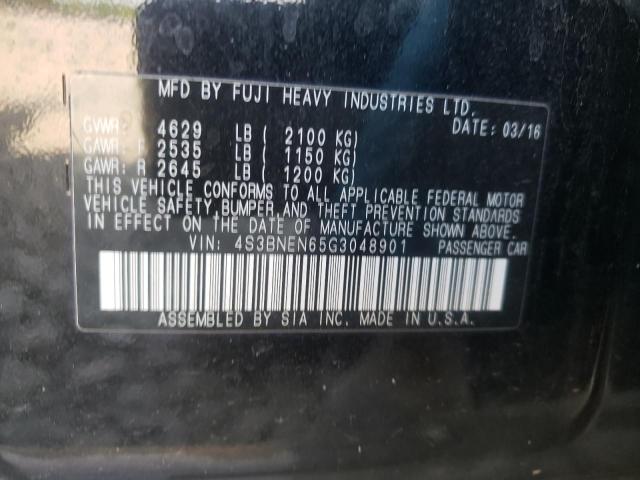 MFD BY FUJI HEAVY INDUSTRIES LTD.
DATE: 03/16
GVWR: 4629 LB ( 2100 KG)
GAWR: F 2535 LB ( 1150 KG)
GAWR: R 2645 LB ( 1200 KG)
THIS VEHICLE CONFORMS TO ALL APPLICABLE FEDERAL MOTOR
VEHICLE SAFETY, BUMPER, AND THEFT PREVENTION STANDARDS
IN EFFECT ON THE DATE OF MANUFACTURE SHOWN ABOVE.
VIN: 4S3BNEN65G3048901 PASSENGER CAR
ASSEMBLED BY SIA INC. MADE IN U.S.A.